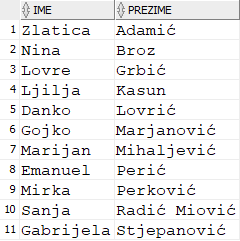 IME PREZIME
1 Zlatica Adamić
2 Nina Broz
3 Lovre Grbić
4 Ljilja Kasun
5 Danko Lovrić
6 Gojko Marjanović
7 Marijan Mihaljević
8 Emanuel Perić
9 Mirka Perković
10 Sanja Radić Miović
11 Gabrijela Stjepanović